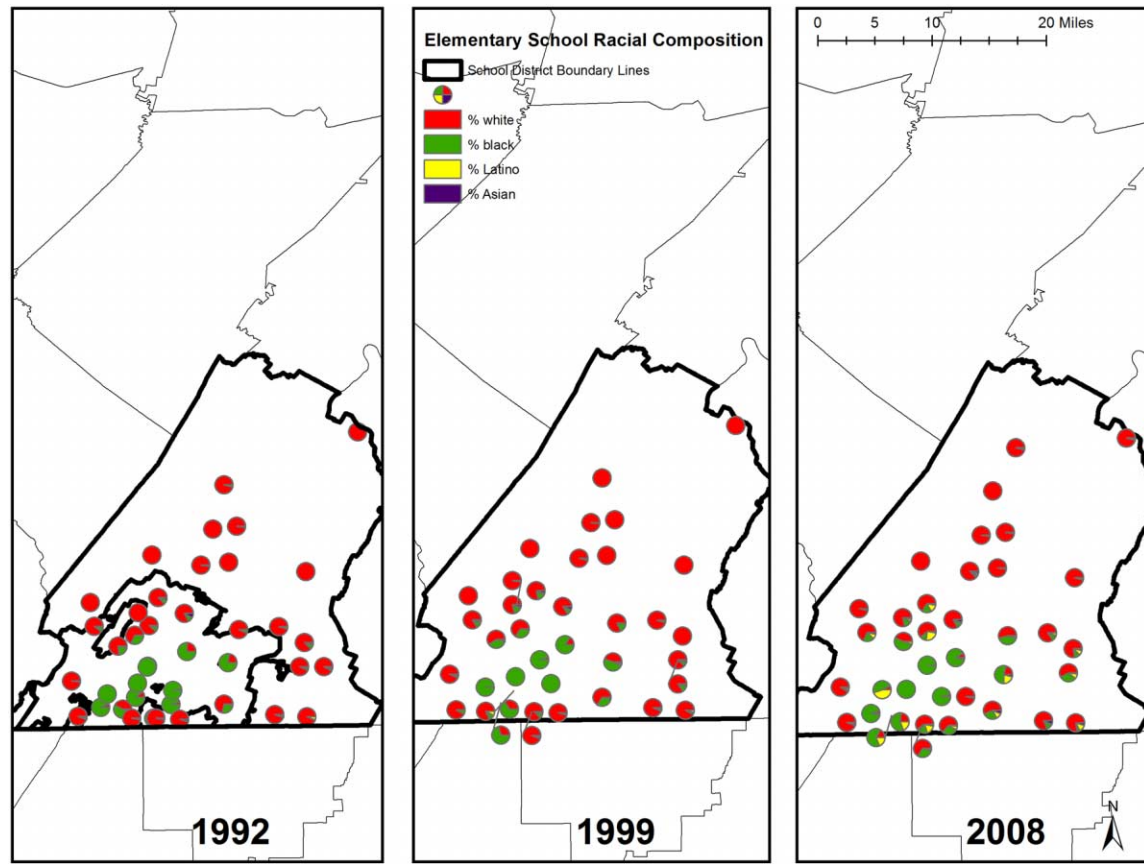 Elementary School Racial Composition
School District Boundary Lines
% white
% black
% Latino
% Asian
0 5 10 20 Miles
1992
1999
2008
N